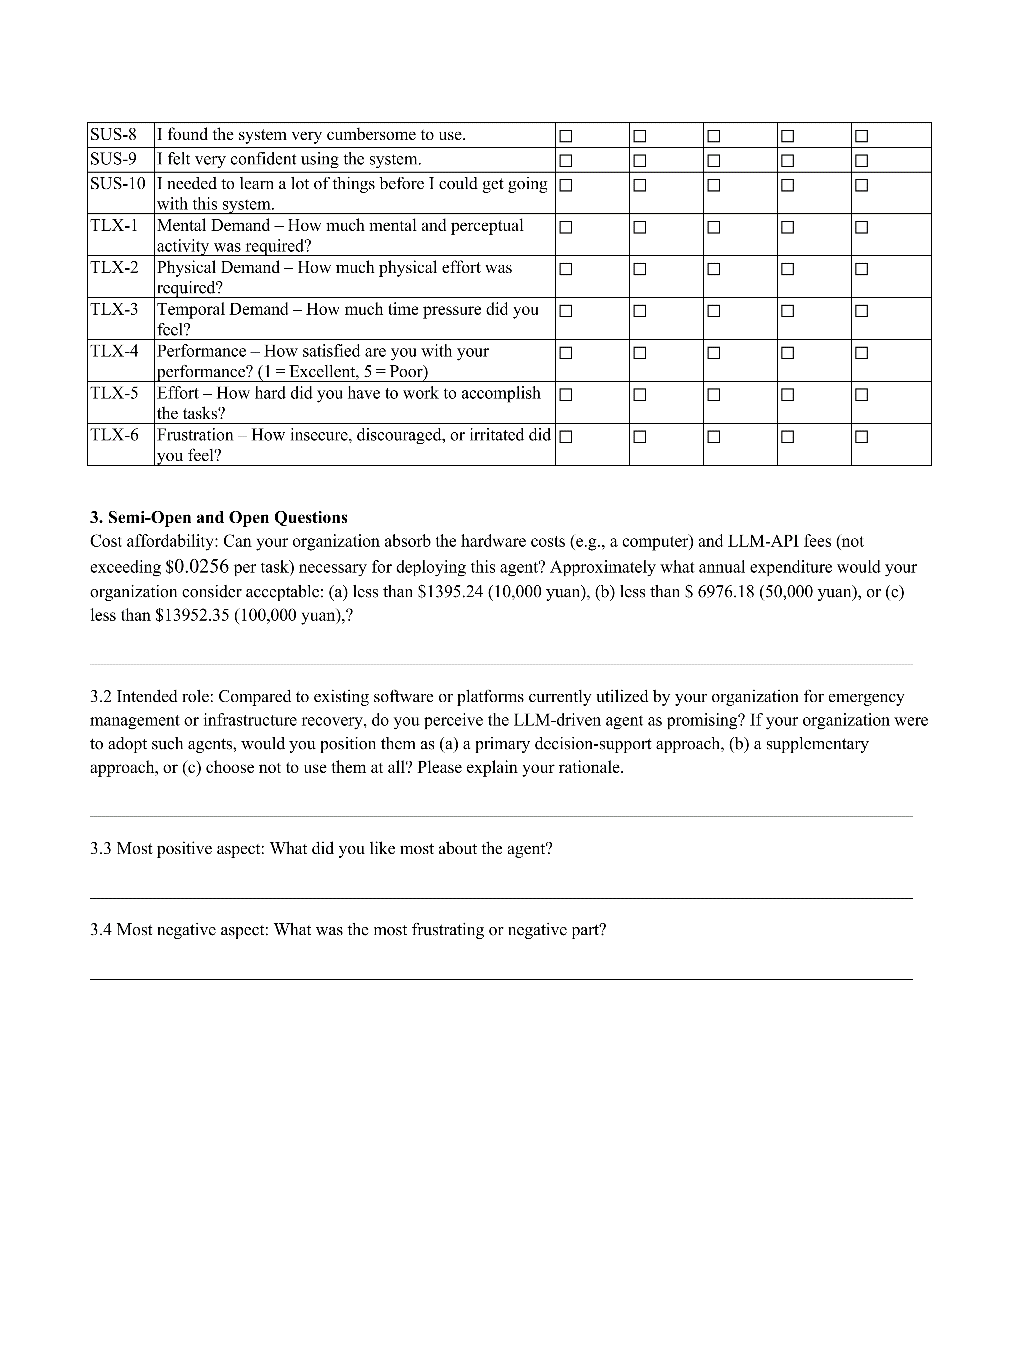 SUS-8 I found the system very cumbersome to use. ☐ ☐ ☐ ☐ ☐
SUS-9 I felt very confident using the system. ☐ ☐ ☐ ☐ ☐
SUS-10 I needed to learn a lot of things before I could get going ☐ ☐ ☐ ☐ ☐
with this system.
TLX-1 Mental Demand – How much mental and perceptual ☐ ☐ ☐ ☐ ☐
activity was required?
TLX-2 Physical Demand – How much physical effort was ☐ ☐ ☐ ☐ ☐
required?
TLX-3 Temporal Demand – How much time pressure did you ☐ ☐ ☐ ☐ ☐
feel?
TLX-4 Performance – How satisfied are you with your ☐ ☐ ☐ ☐ ☐
performance? (1 = Excellent, 5 = Poor)
TLX-5 Effort – How hard did you have to work to accomplish ☐ ☐ ☐ ☐ ☐
the tasks?
TLX-6 Frustration – How insecure, discouraged, or irritated did ☐ ☐ ☐ ☐ ☐
you feel?
3. Semi-Open and Open Questions
Cost affordability: Can your organization absorb the hardware costs (e.g., a computer) and LLM-API fees (not
exceeding $0.0256 per task) necessary for deploying this agent? Approximately what annual expenditure would your
organization consider acceptable: (a) less than $1395.24 (10,000 yuan), (b) less than $ 6976.18 (50,000 yuan), or (c)
less than $13952.35 (100,000 yuan),?
3.2 Intended role: Compared to existing software or platforms currently utilized by your organization for emergency
management or infrastructure recovery, do you perceive the LLM-driven agent as promising? If your organization were
to adopt such agents, would you position them as (a) a primary decision-support approach, (b) a supplementary
approach, or (c) choose not to use them at all? Please explain your rationale.
3.3 Most positive aspect: What did you like most about the agent?
3.4 Most negative aspect: What was the most frustrating or negative part?